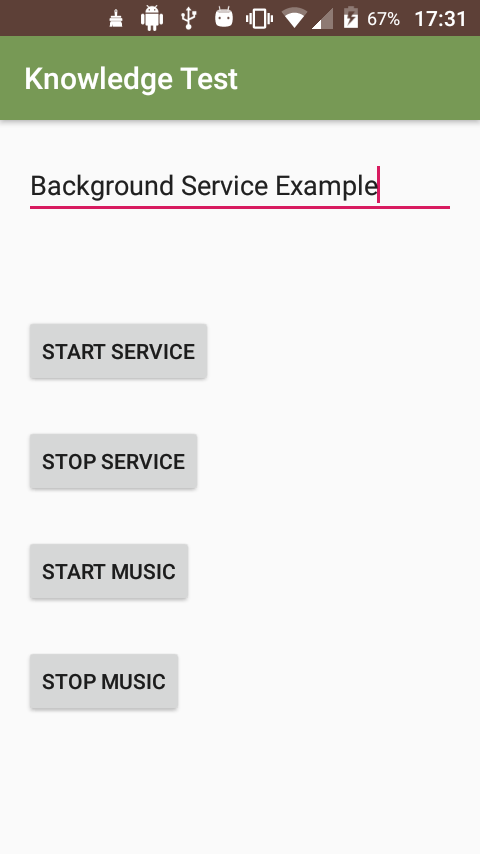 67% 17:31
Knowledge Test
Background Service Example
START SERVICE
STOP SERVICE
START MUSIC
STOP MUSIC